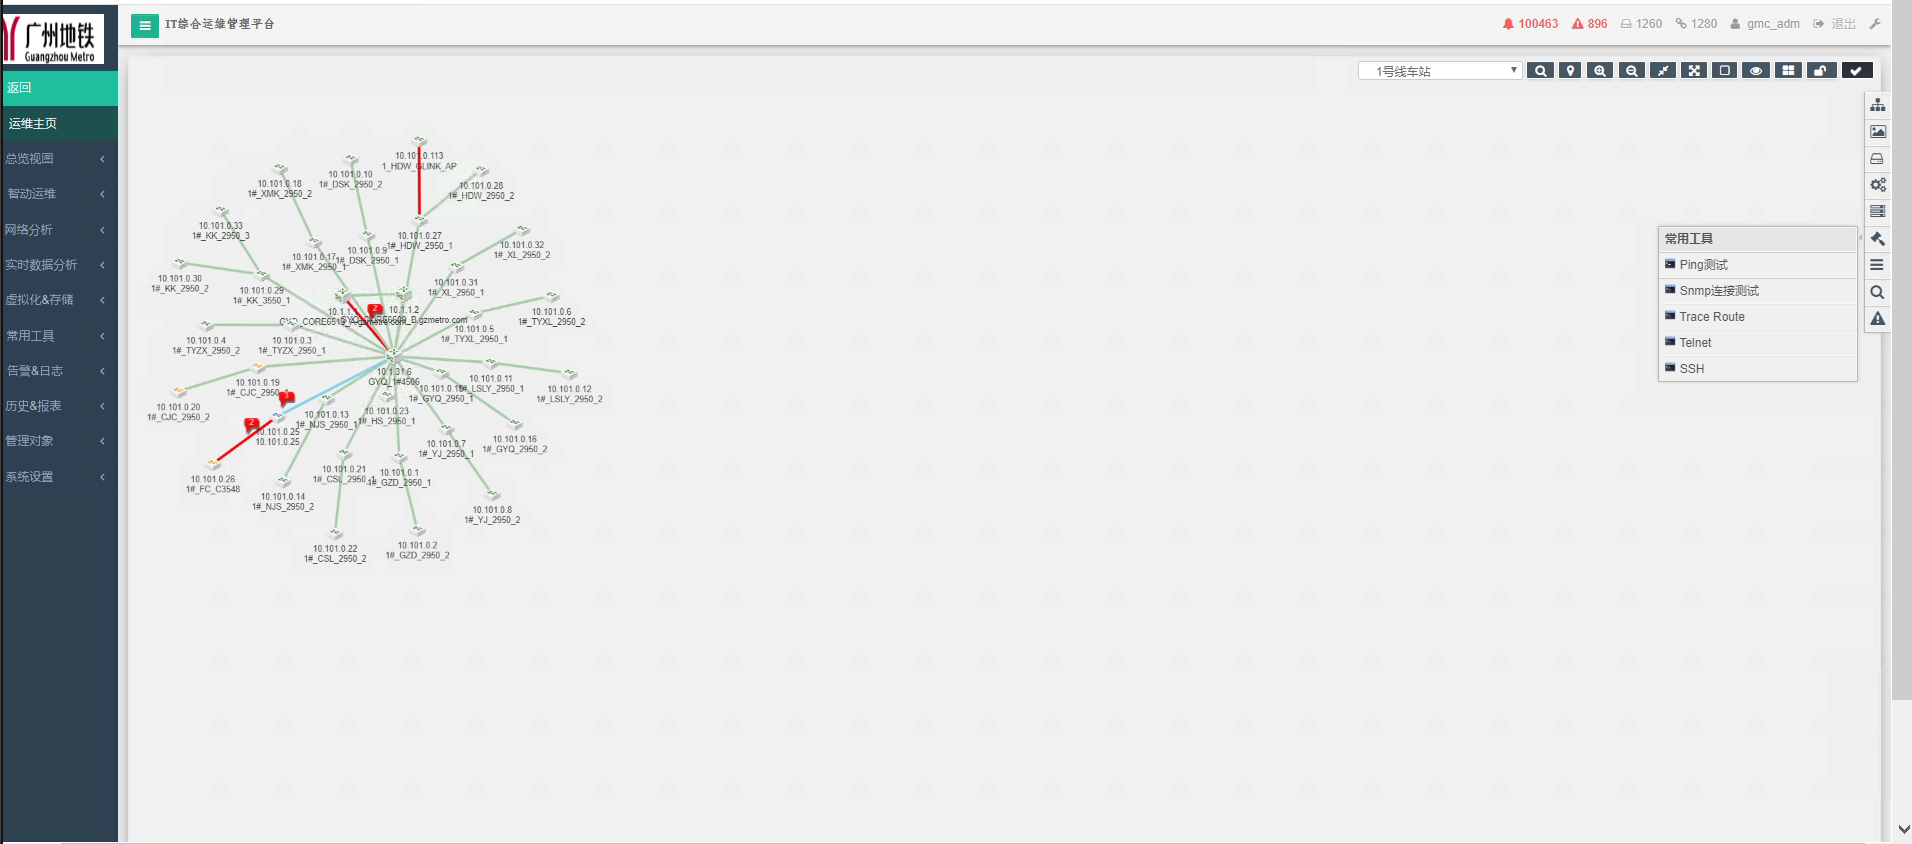 广州地铁
Guangzhou Metro
IT综合运维管理平台
100463
896
1260
1280
gmc_adm
退出
返回
运维主页
总览视图
智动运维
网络分析
实时数据分析
虚拟化&存储
常用工具
告警&日志
历史&报表
管理对象
系统设置
1号线车站
10.101.0.113
1_HDW_GLINK_AP
10.101.0.10
1#_DSK_2950_2
10.101.0.18
1#_XMK_2950_2
10.101.0.28
1#_HDW_2950_2
10.101.0.33
1#_KK_2950_3
10.101.0.27
1#_HDW_2950_1
10.101.0.32
1#_XL_2950_2
10.101.0.9
1#_DSK_2950_1
10.101.0.17
1#_XMK_2950_1
10.101.0.30
1#_KK_2950_2
10.101.0.29
1#_KK_3550_1
10.101.0.31
1#_XL_2950_1
10.1.1.2
10.101.0.6
1#_TYXL_2950_2
10.101.0.5
1#_TYXL_2950_1
10.101.0.4
1#_TYZX_2950_2
10.101.0.3
1#_TYZX_2950_1
10.1.31.6
GYQ_1#4506
10.101.0.11
1#_LSLY_2950_1
10.101.0.12
1#_LSLY_2950_2
10.101.0.15
1#_GYQ_2950_1
10.101.0.19
1#_CJC_2950_1
10.101.0.20
1#_CJC_2950_2
10.101.0.13
1#_NJS_2950_1
10.101.0.23
1#_HS_2950_1
10.101.0.25
10.101.0.25
10.101.0.16
1#_GYQ_2950_2
10.101.0.7
1#_YJ_2950_1
10.101.0.21
1#_CSL_2950_1
10.101.0.1
1#_GZD_2950_1
10.101.0.26
1#_FC_C3548
10.101.0.14
1#_NJS_2950_2
10.101.0.8
1#_YJ_2950_2
10.101.0.22
1#_CSL_2950_2
10.101.0.2
1#_GZD_2950_2
2
3
2
常用工具
Ping测试
Snmp连接测试
Trace Route
Telnet
SSH